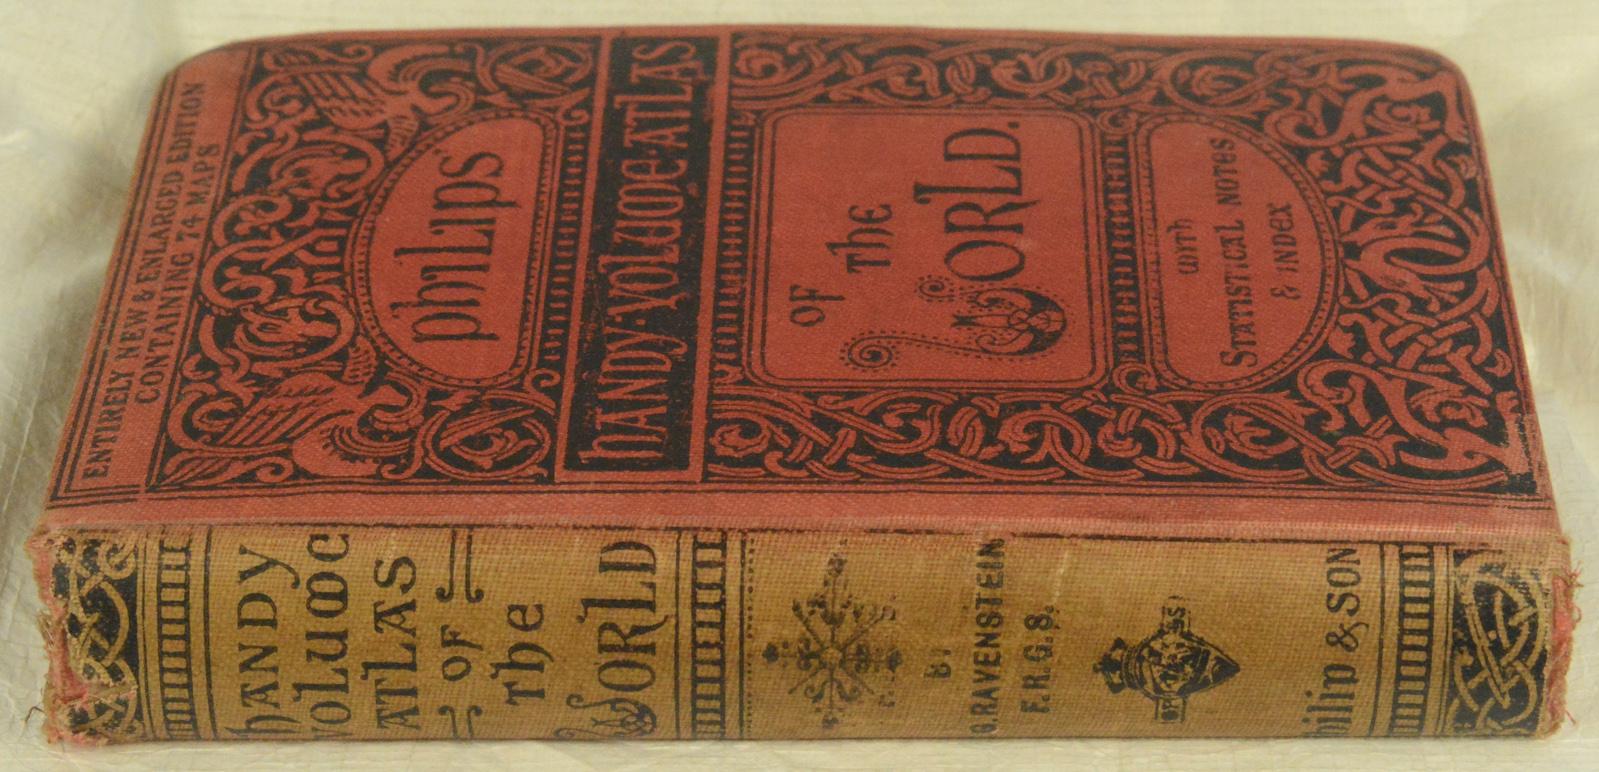 ENTIRELY NEW & ENLARGED EDITION
CONTAINING 74 MAPS
PHILIPS'
HANDY-VOLUME-ATLAS
OF
THE
WORLD.
WITH
STATISTICAL NOTES
& INDEX
HANDY
VOLUME
ATLAS
OF
THE
WORLD
BY
G.RAVENSTEIN
F.R.G.S.
hilip & SON